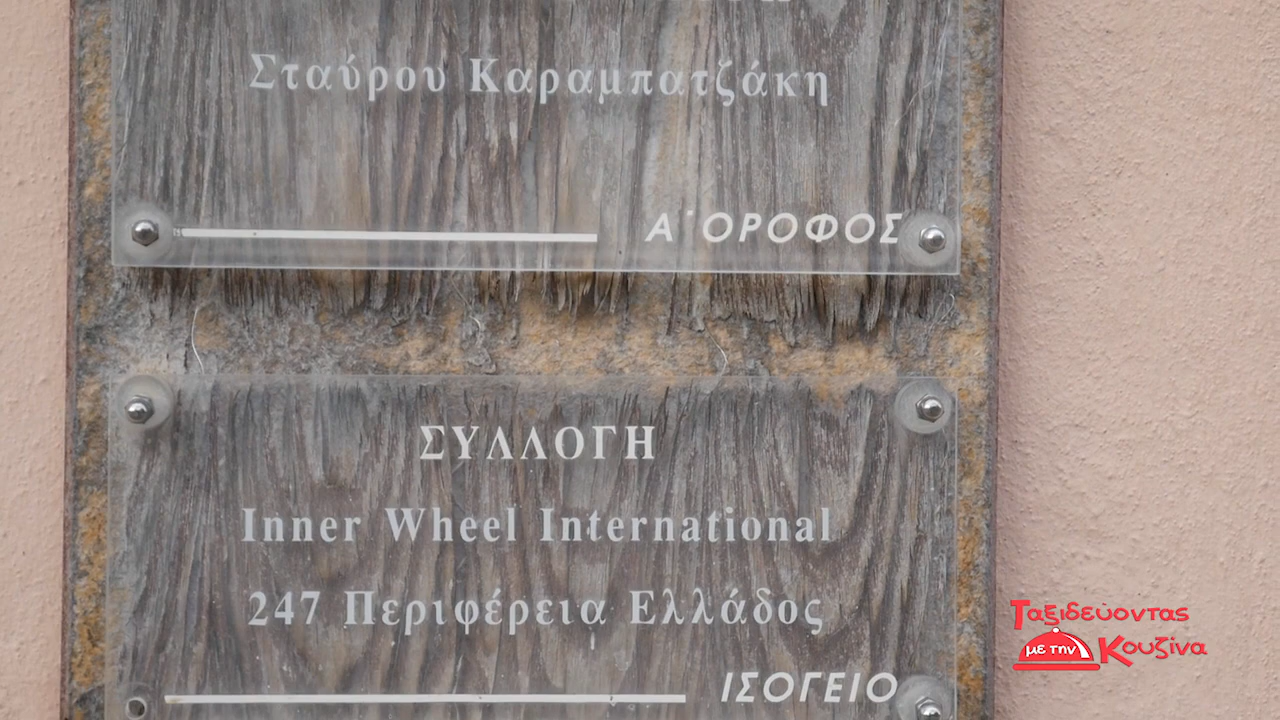 Σταύρου Καραμπατζάκη
Α΄ ΟΡΟΦΟΣ
ΣΥΛΛΟΓΗ
Inner Wheel International
247 Περιφέρεια Ελλάδος
ΙΣΟΓΕΙΟ
Ταξιδεύοντας
με την Κουζίνα